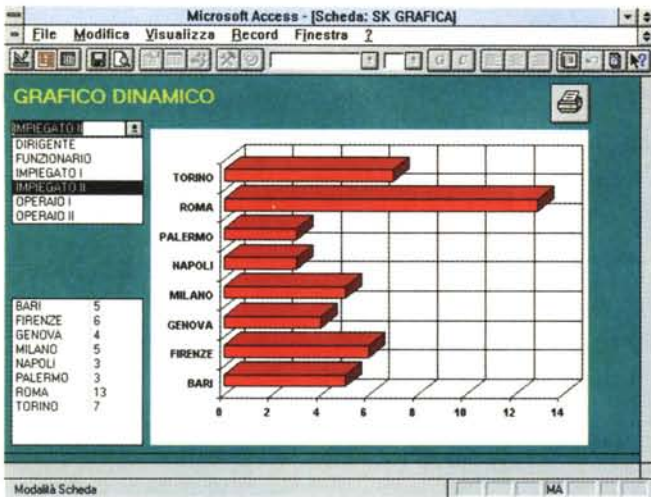 Microsoft Access - [Scheda: SK GRAFICA]
File Modifica Visualizza Record Finestra ?
G C
GRAFICO DINAMICO
IMPIEGATO II
DIRIGENTE
FUNZIONARIO
IMPIEGATO I
IMPIEGATO II
OPERAIO I
OPERAIO II
BARI 5
FIRENZE 6
GENOVA 4
MILANO 5
NAPOLI 3
PALERMO 3
ROMA 13
TORINO 7
TORINO
ROMA
PALERMO
NAPOLI
MILANO
GENOVA
FIRENZE
BARI
0 2 4 6 8 10 12 14
Modalità Scheda MA